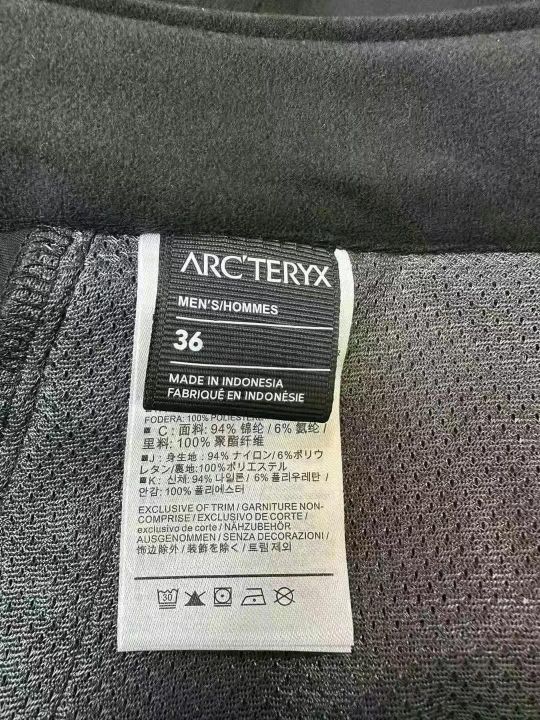 ARC'TERYX
MEN'S/HOMMES
36
MADE IN INDONESIA
FABRIQUÉ EN INDONÉSIE
FODERA: 100% POLIESTE
■ C: 面料: 94% 锦纶 / 6% 氨纶 /
里料: 100% 聚酯纤维
■ J: 身生地: 94% ナイロン/ 6%ポリウ
レタン/裏地:100%ポリエステル
■ K: 신체: 94% 나일론 / 6% 폴리우레탄 /
안감: 100% 폴리에스터
EXCLUSIVE OF TRIM / GARNITURE NON-
COMPRISE / EXCLUSIVO DE CORTE /
exclusivo de corte / NÄHZUBEHÖR
AUSGENOMMEN / SENZA DECORAZIONI /
饰边除外 / 装飾を除く / 트림 제외
30